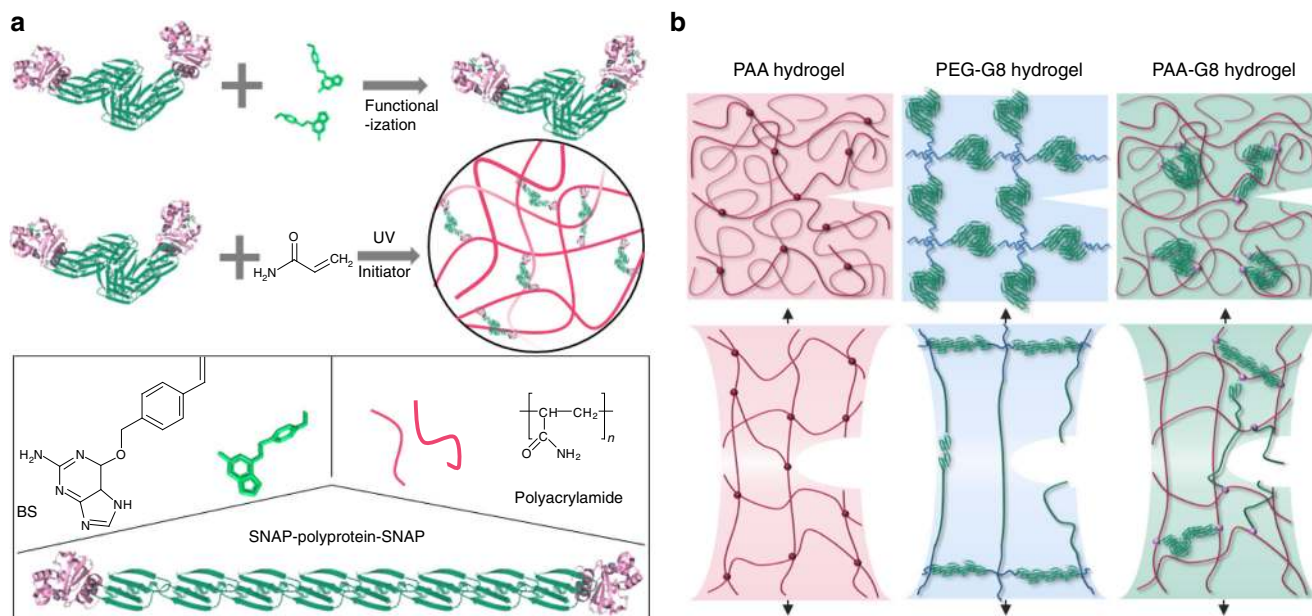 a
Functional
-ization
UV
Initiator
O
H₂N
CH₂
H₂N
N
O
N
NH
N
BS
CH
CH₂
n
O
NH₂
Polyacrylamide
SNAP-polyprotein-SNAP
b
PAA hydrogel PEG-G8 hydrogel PAA-G8 hydrogel